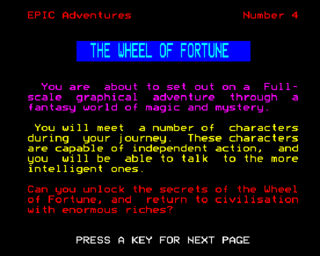 EPIC Adventures Number 4
THE WHEEL OF FORTUNE
You are about to set out on a Full-
scale graphical adventure through a
fantasy world of magic and mystery.
You will meet a number of characters
during your journey. These characters
are capable of independent action, and
you will be able to talk to the more
intelligent ones.
Can you unlock the secrets of the Wheel
of Fortune, and return to civilisation
with enormous riches?
PRESS A KEY FOR NEXT PAGE